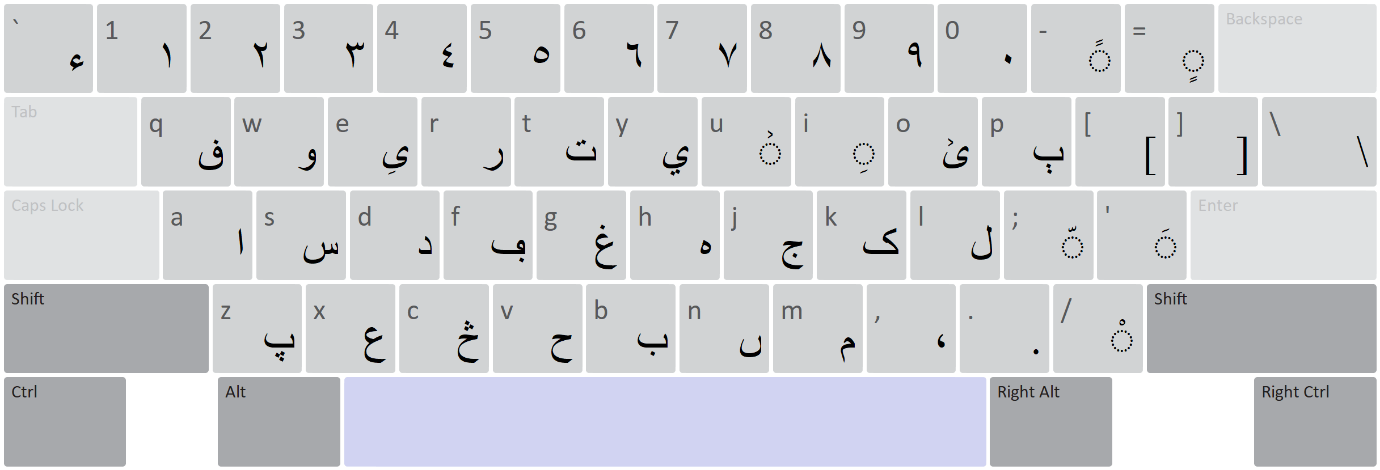 ` ء 1 ١ 2 ٢ 3 ٣ 4 ٤ 5 ٥ 6 ٦ 7 ٧ 8 ٨ 9 ٩ 0 ٠ - ◌ً = ◌ٍ Backspace
Tab q ف w و e ىِ r ر t ت y ي u i ◌ِ o p [ [ ] ] \ \
Caps Lock a ا s س d د f ڢ g غ h ه j ج k ک l ل ; ◌ّ ' ◌َ Enter
Shift z پ x ع c څ v ح b ب n ں m م , ، . . / ◌ْ Shift
Ctrl Alt Right Alt Right Ctrl